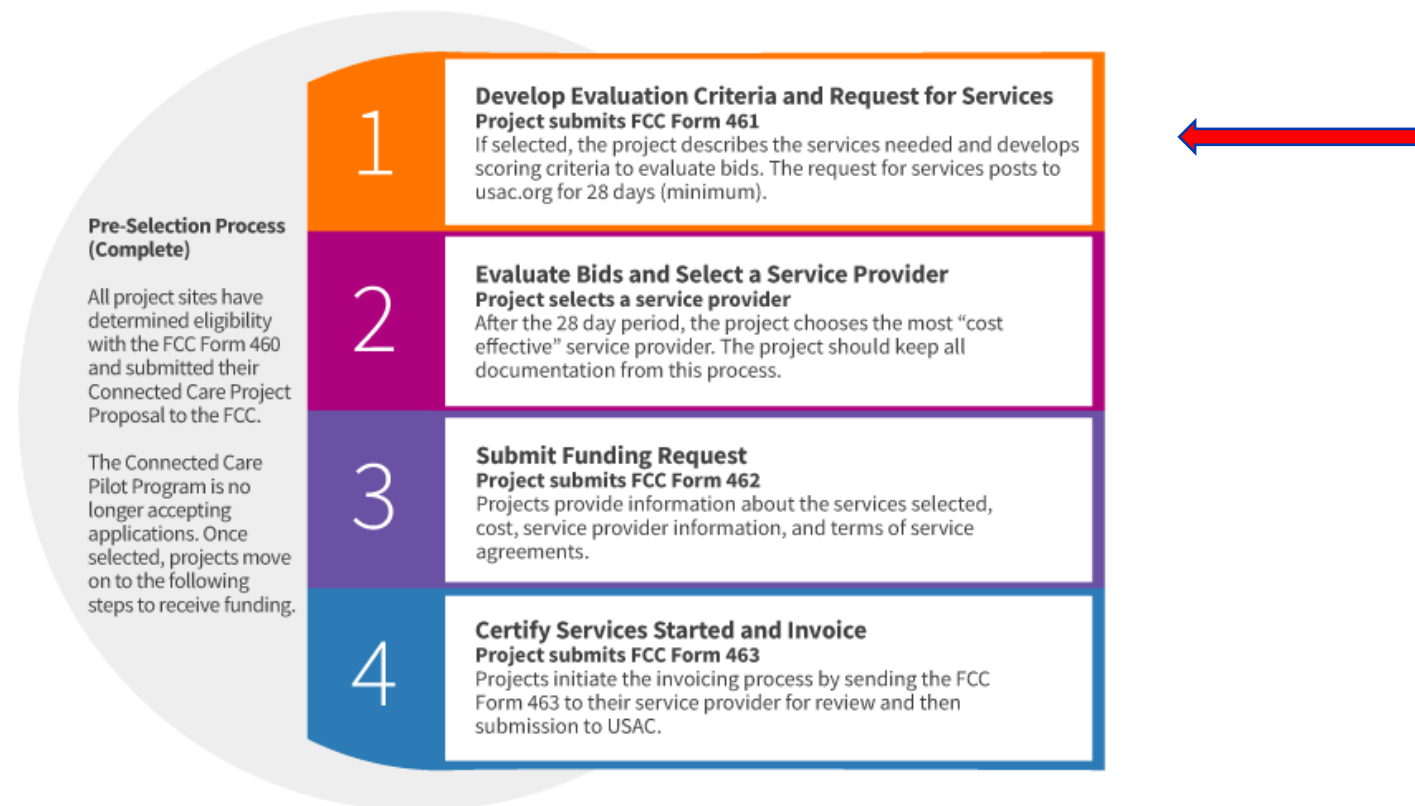 Pre-Selection Process
(Complete)
All project sites have
determined eligibility
with the FCC Form 460
and submitted their
Connected Care Project
Proposal to the FCC.
The Connected Care
Pilot Program is no
longer accepting
applications. Once
selected, projects move
on to the following
steps to receive funding.
1
Develop Evaluation Criteria and Request for Services
Project submits FCC Form 461
If selected, the project describes the services needed and develops
scoring criteria to evaluate bids. The request for services posts to
usac.org for 28 days (minimum).
2
Evaluate Bids and Select a Service Provider
Project selects a service provider
After the 28 day period, the project chooses the most “cost
effective” service provider. The project should keep all
documentation from this process.
3
Submit Funding Request
Project submits FCC Form 462
Projects provide information about the services selected,
cost, service provider information, and terms of service
agreements.
4
Certify Services Started and Invoice
Project submits FCC Form 463
Projects initiate the invoicing process by sending the FCC
Form 463 to their service provider for review and then
submission to USAC.